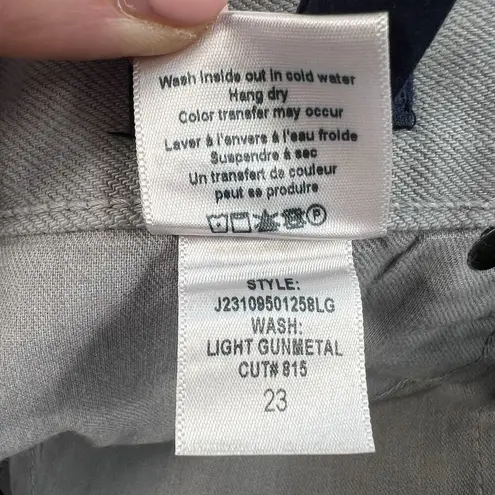 Wash inside out in cold water
Hang dry
Color transfer may occur
Laver à l'envers à l'eau froide
Suspendre à sec
Un transfert de couleur
peut se produire
P
STYLE:
J23109501258LG
WASH:
LIGHT GUNMETAL
CUT# 815
23